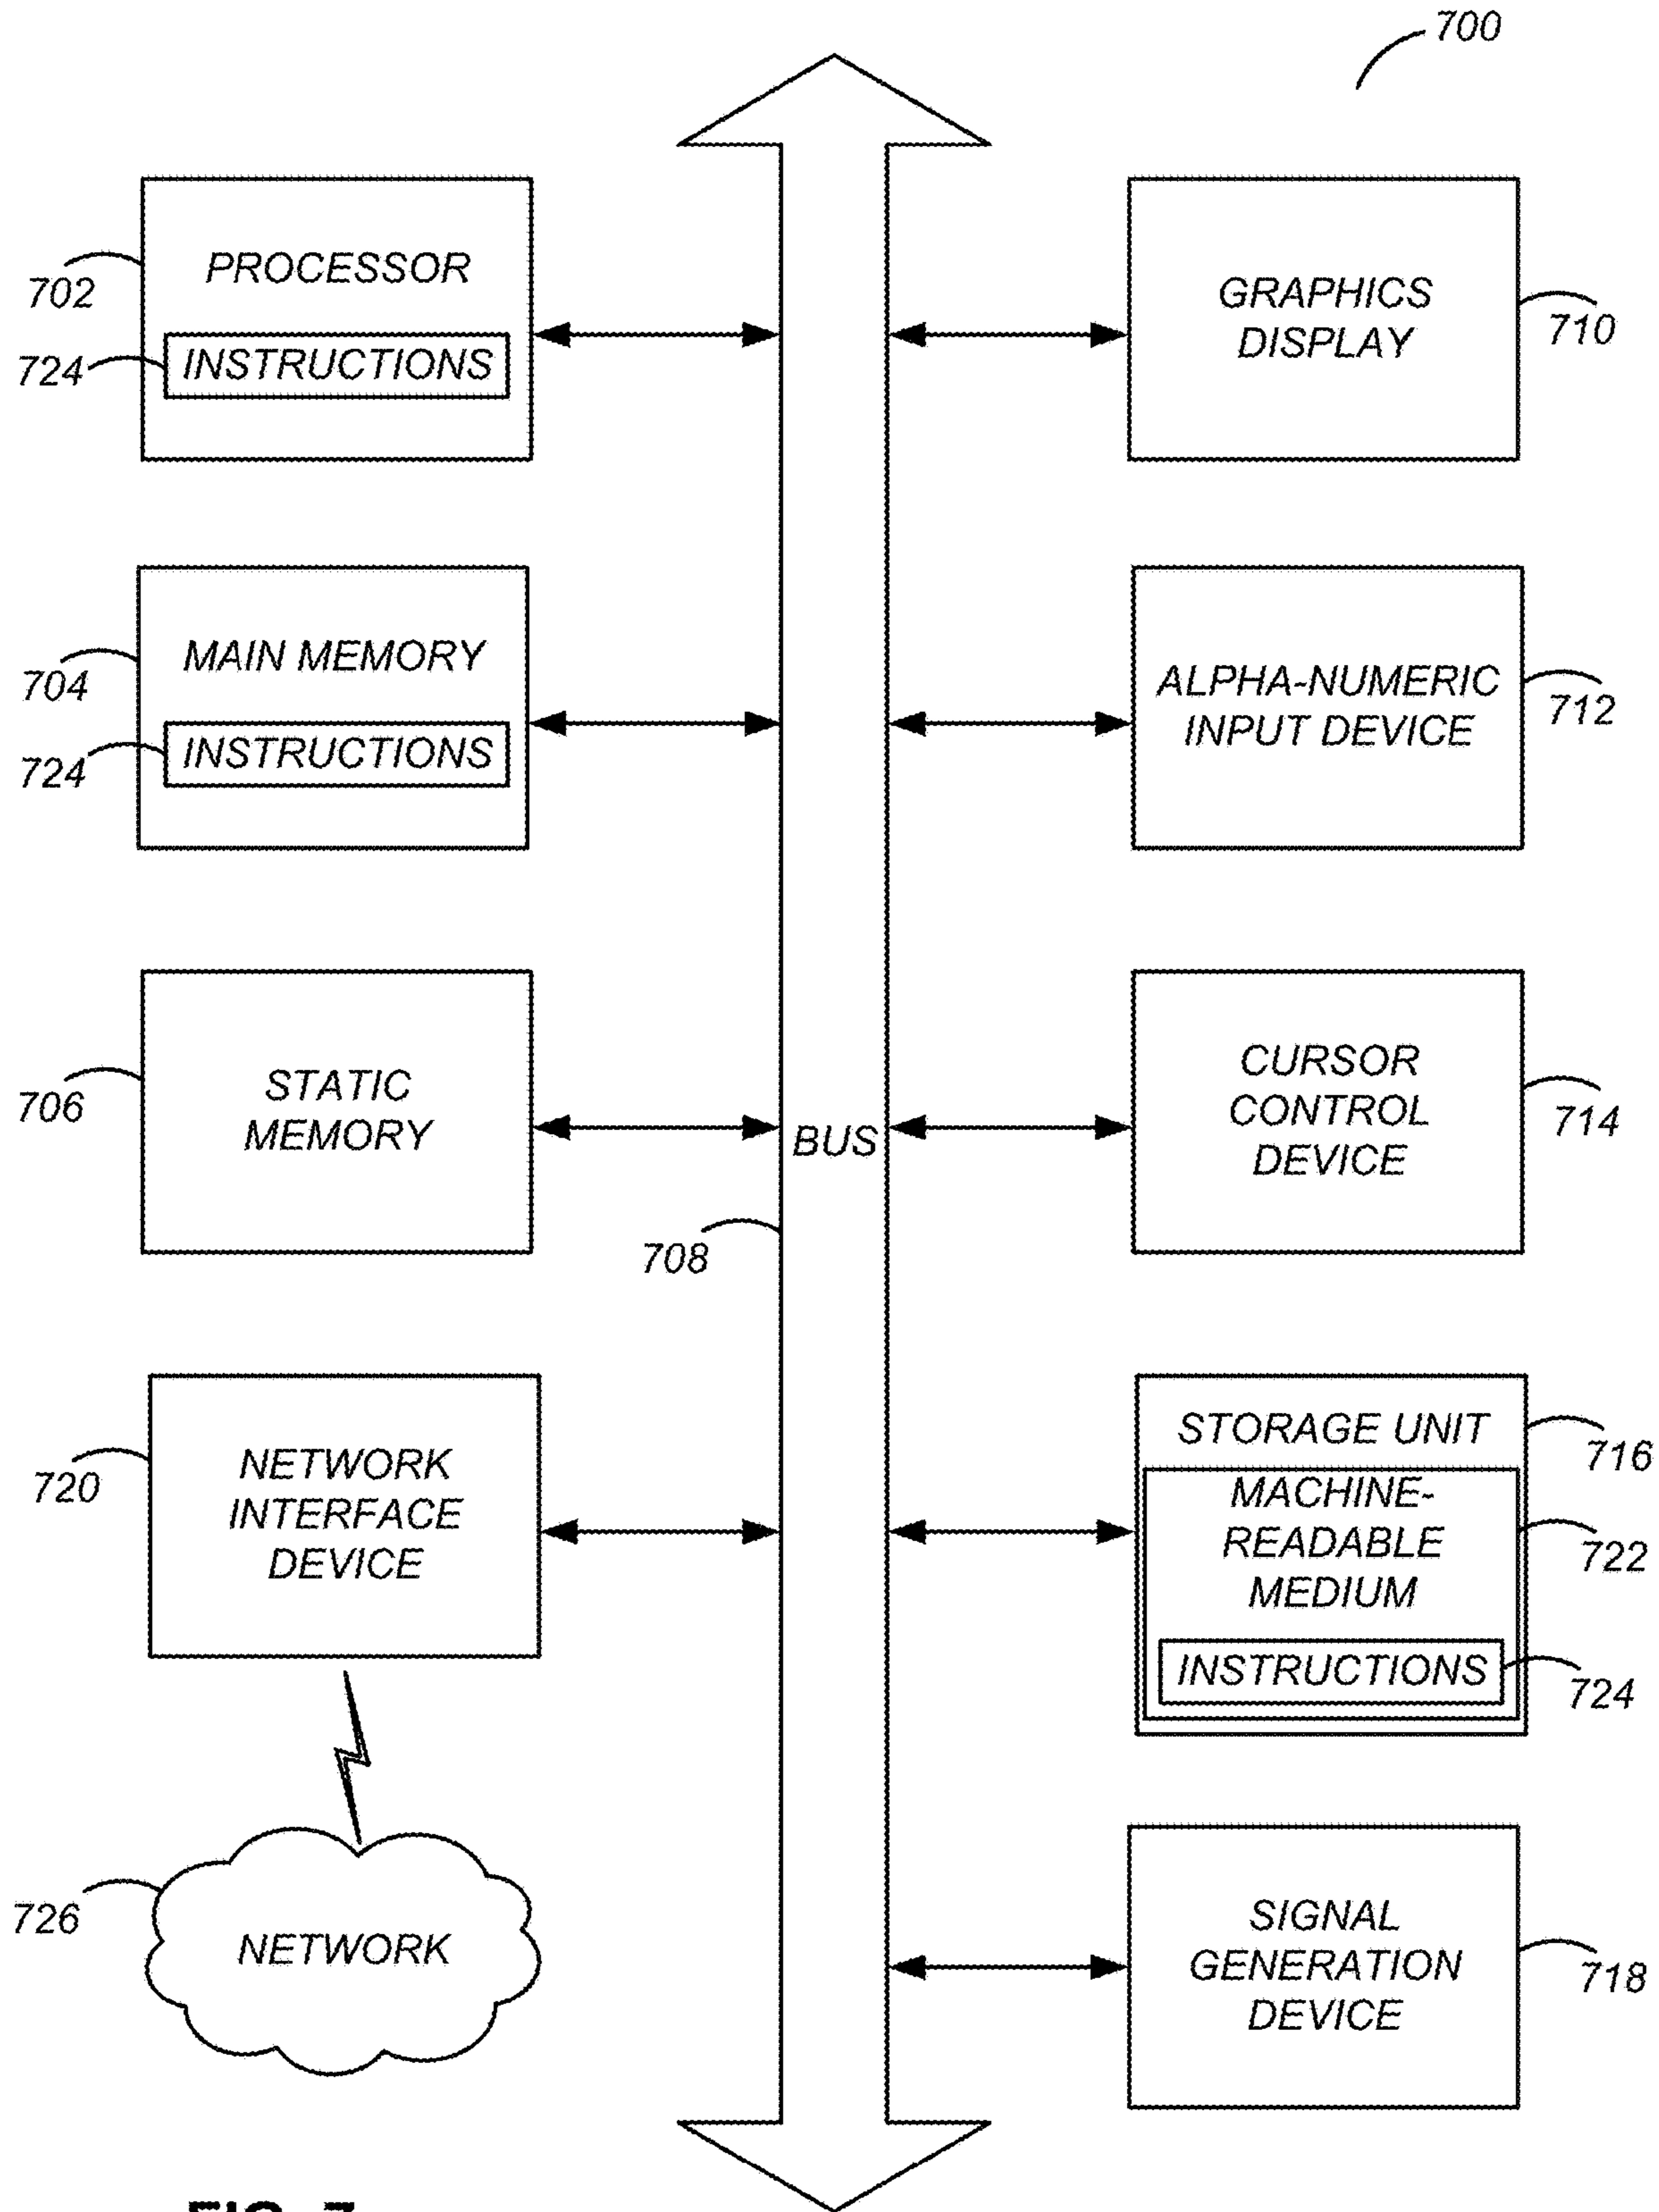 700
PROCESSOR
702
724
INSTRUCTIONS
GRAPHICS
DISPLAY
710
MAIN MEMORY
704
724
INSTRUCTIONS
ALPHA-NUMERIC
INPUT DEVICE
712
STATIC
MEMORY
706
BUS
708
CURSOR
CONTROL
DEVICE
714
NETWORK
INTERFACE
DEVICE
720
STORAGE UNIT
716
MACHINE-
READABLE
MEDIUM
722
INSTRUCTIONS
724
726
NETWORK
SIGNAL
GENERATION
DEVICE
718
FIG. 7